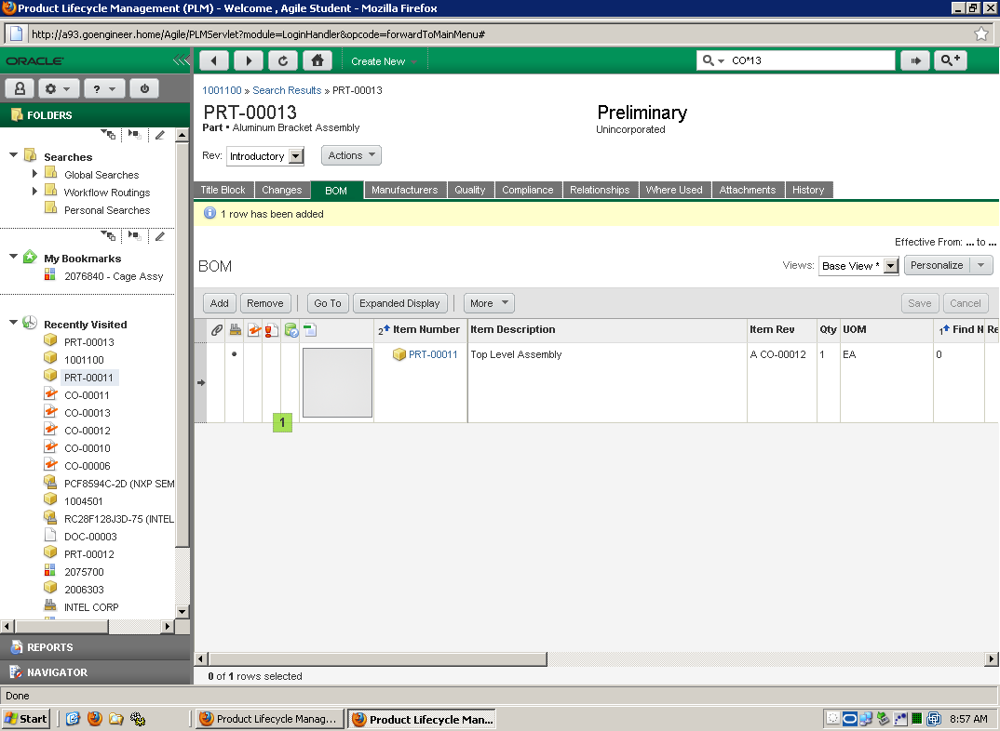 Product Lifecycle Management (PLM) - Welcome , Agile Student - Mozilla Firefox
http://a93.goengineer.home/Agile/PLMServlet?module=LoginHandler&opcode=forwardToMainMenu#
ORACLE
Create New
CO*13
FOLDERS
Searches
Global Searches
Workflow Routings
Personal Searches
My Bookmarks
2076840 - Cage Assy
Recently Visited
PRT-00013
1001100
PRT-00011
CO-00011
CO-00013
CO-00012
CO-00010
CO-00006
PCF8594C-2D (NXP SEM
1004501
RC28F128J3D-75 (INTEL
DOC-00003
PRT-00012
2075700
2006303
INTEL CORP
REPORTS
NAVIGATOR
1001100 » Search Results » PRT-00013
PRT-00013
Part • Aluminum Bracket Assembly
Preliminary
Unincorporated
Rev: Introductory Actions
Title Block Changes BOM Manufacturers Quality Compliance Relationships Where Used Attachments History
1 row has been added
Effective From: ... to ...
BOM
Views: Base View * Personalize
Add Remove Go To Expanded Display More Save Cancel
2 Item Number Item Description Item Rev Qty UOM 1 Find N Re
PRT-00011 Top Level Assembly A CO-00012 1 EA 0
1
0 of 1 rows selected
Done
Start Product Lifecycle Manag... Product Lifecycle Man... 8:57 AM